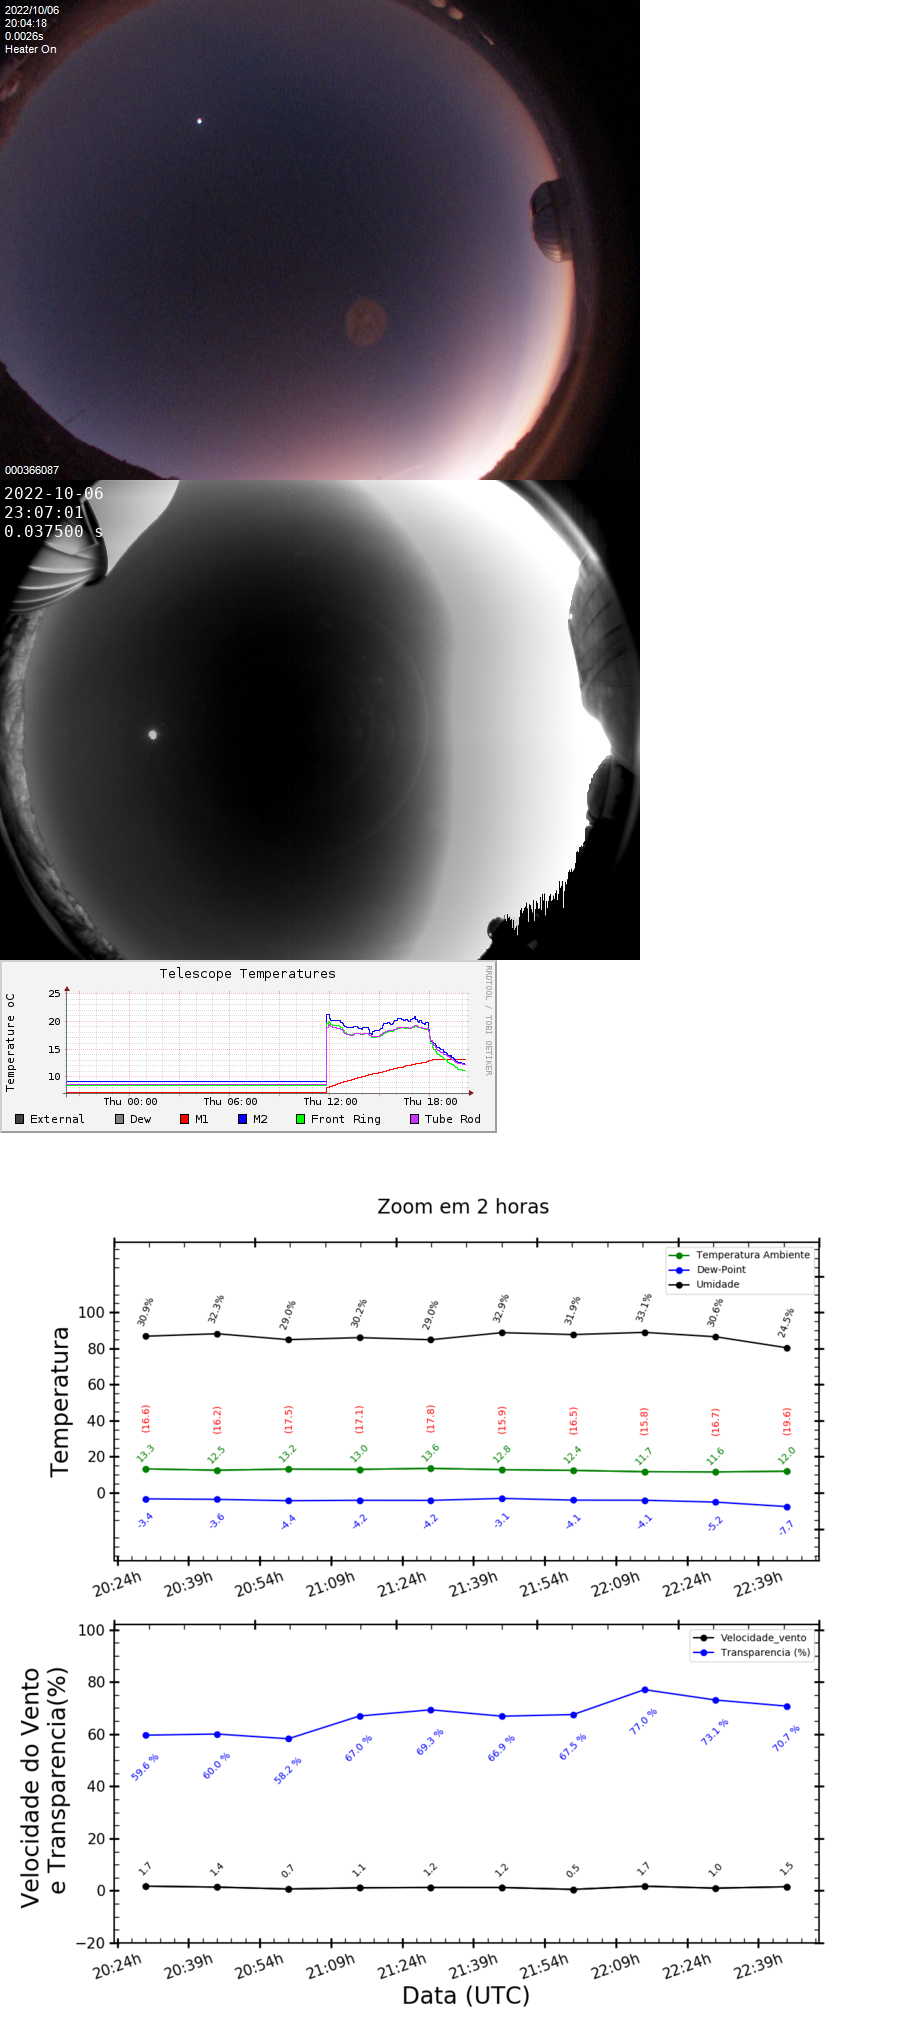 2022/10/06
20:04:18
0.0026s
Heater On
000366087
2022-10-06
23:07:01
0.037500 s
Telescope Temperatures
RRDTOOL / TOBI OETIKER
Temperature oC
25
20
15
10
Thu 00:00 Thu 06:00 Thu 12:00 Thu 18:00
External Dew M1 M2 Front Ring Tube Rod
Zoom em 2 horas
Temperatura Ambiente
Dew-Point
Umidade
Temperatura
100
80
60
40
20
0
30.9% 32.3% 29.0% 30.2% 29.0% 32.9% 31.9% 33.1% 30.6% 24.5%
(16.6) (16.2) (17.5) (17.1) (17.8) (15.9) (16.5) (15.8) (16.7) (19.6)
13.3 12.5 13.2 13.0 13.6 12.8 12.4 11.7 11.6 12.0
-3.4 -3.6 -4.4 -4.2 -4.2 -3.1 -4.1 -4.1 -5.2 -7.7
20:24h 20:39h 20:54h 21:09h 21:24h 21:39h 21:54h 22:09h 22:24h 22:39h
Velocidade_vento
Transparencia (%)
Velocidade do Vento
e Transparencia(%)
100
80
60
40
20
0
−20
59.6 % 60.0 % 58.2 % 67.0 % 69.3 % 66.9 % 67.5 % 77.0 % 73.1 % 70.7 %
1.7 1.4 0.7 1.1 1.2 1.2 0.5 1.7 1.0 1.5
20:24h 20:39h 20:54h 21:09h 21:24h 21:39h 21:54h 22:09h 22:24h 22:39h
Data (UTC)